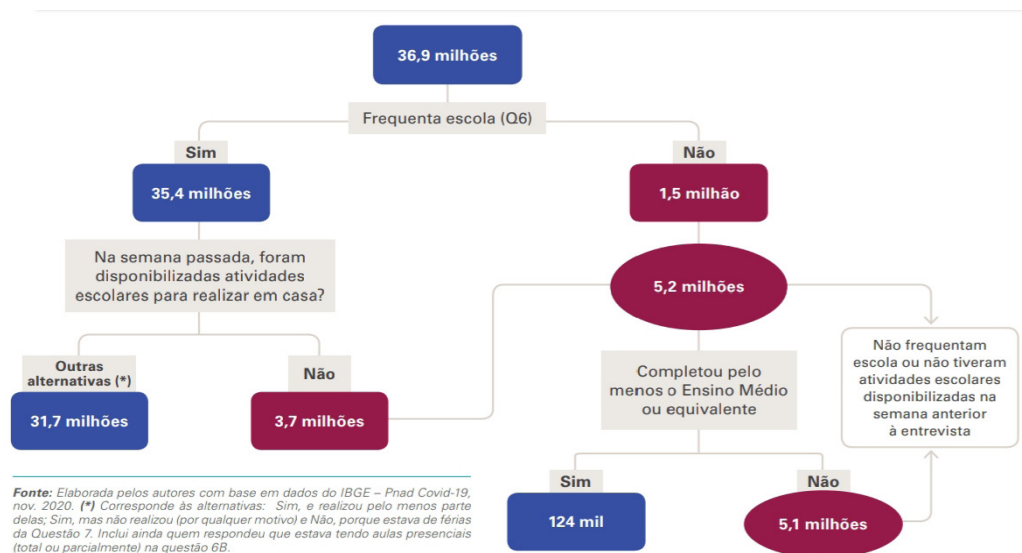 36,9 milhões
Frequenta escola (Q6)
Sim
Não
35,4 milhões
1,5 milhão
Na semana passada, foram
disponibilizadas atividades
escolares para realizar em casa?
5,2 milhões
Outras
alternativas (*)
Não
31,7 milhões
3,7 milhões
Completou pelo
menos o Ensino Médio
ou equivalente
Não frequentam
escola ou não tiveram
atividades escolares
disponibilizadas na
semana anterior
à entrevista
Sim
Não
124 mil
5,1 milhões
Fonte: Elaborada pelos autores com base em dados do IBGE – Pnad Covid-19,
nov. 2020. (*) Corresponde às alternativas: Sim, e realizou pelo menos parte
delas; Sim, mas não realizou (por qualquer motivo) e Não, porque estava de férias
da Questão 7. Inclui ainda quem respondeu que estava tendo aulas presenciais
(total ou parcialmente) na questão 6B.